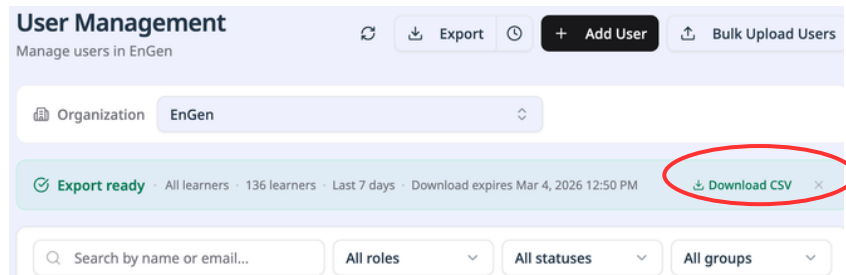 User Management
Manage users in EnGen
Export
+ Add User
Bulk Upload Users
Organization EnGen
Export ready · All learners · 136 learners · Last 7 days · Download expires Mar 4, 2026 12:50 PM
Download CSV ×
Search by name or email... All roles All statuses All groups